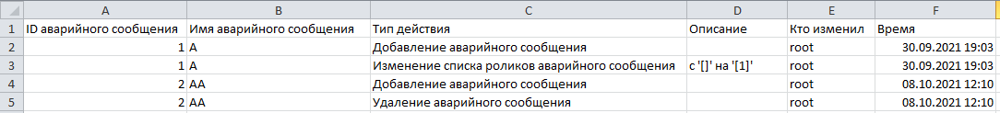 A B C D E F
1 ID аварийного сообщения Имя аварийного сообщения Тип действия Описание Кто изменил Время
2 1 A Добавление аварийного сообщения root 30.09.2021 19:03
3 1 A Изменение списка роликов аварийного сообщения с '[]' на '[1]' root 30.09.2021 19:03
4 2 AA Добавление аварийного сообщения root 08.10.2021 12:10
5 2 AA Удаление аварийного сообщения root 08.10.2021 12:10